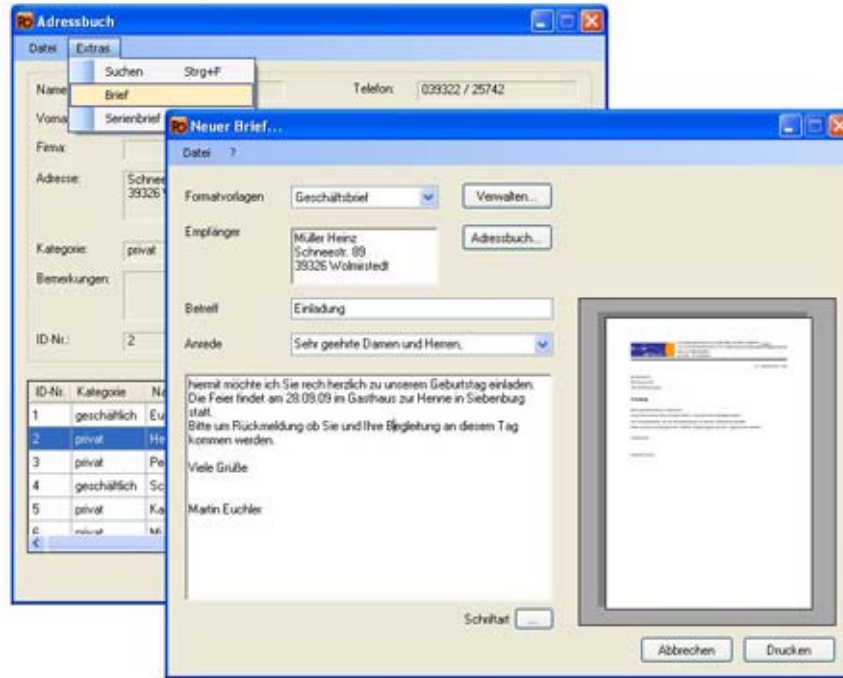 Adressbuch
Datei Extras
Suchen Strg+F
Brief
Serienbrief
Name
Telefon: 039322 / 25742
Vorna
Firma:
Adresse: Schnee
39326
Kategorie: privat
Bemerkungen:
ID-Nr.: 2
ID-Nr. Kategorie Na
1 geschäftlich Eu
2 privat He
3 privat Pe
4 geschäftlich Sc
5 privat Ka
6 privat Mi
Neuer Brief...
Datei ?
Formatvorlagen Geschäftsbrief Verwalten...
Empfänger Müller Heinz Adressbuch...
Schneestr. 89
39326 Wolmirstedt
Betreff Einladung
Anrede Sehr geehrte Damen und Herren,
hiermit möchte ich Sie rech herzlich zu unserem Geburtstag einladen.
Die Feier findet am 28.09.09 im Gasthaus zur Henne in Siebenburg
statt.
Bitte um Rückmeldung ob Sie und Ihre Begleitung an diesem Tag
kommen werden.
Viele Grüße
Martin Euchler
Schriftart ...
Abbrechen Drucken